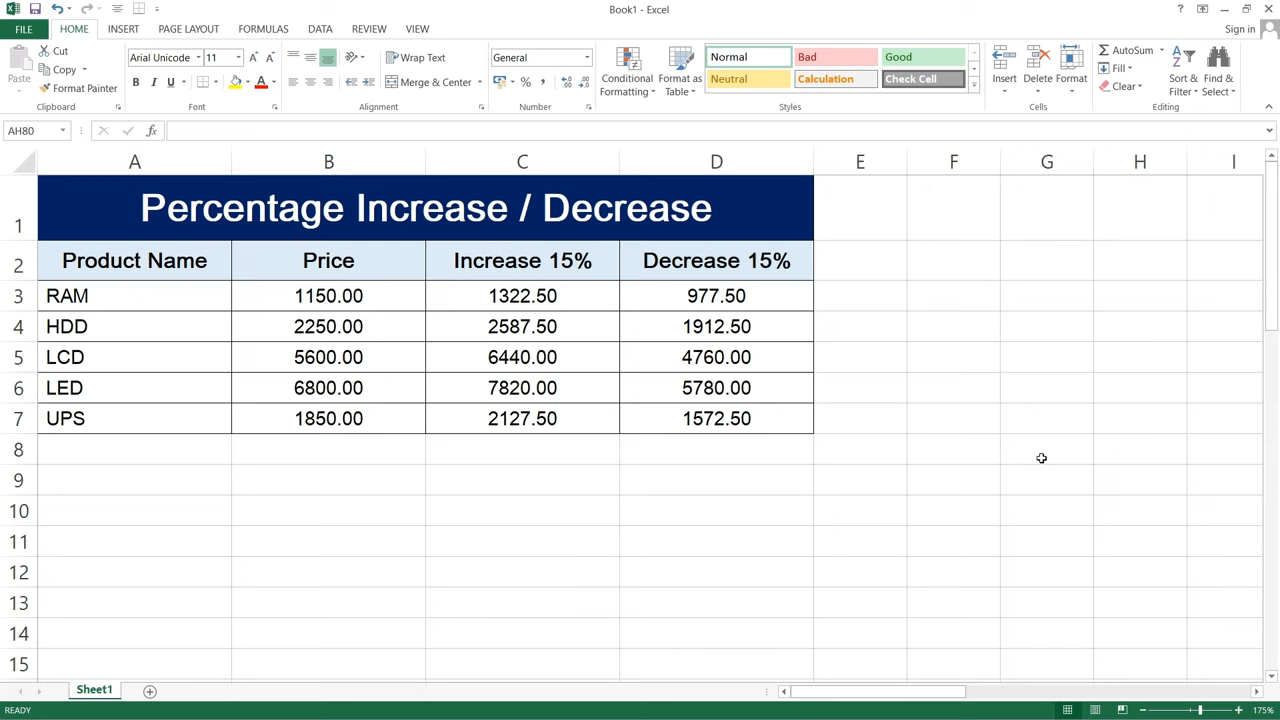 Book1 - Excel
FILE HOME INSERT PAGE LAYOUT FORMULAS DATA REVIEW VIEW Sign in
Paste Cut Copy Format Painter Clipboard
Arial Unicode 11 B I U A Font
Wrap Text Merge & Center Alignment
General % , Number
Conditional Formatting Format as Table
Normal Bad Good
Neutral Calculation Check Cell
Styles
Insert Delete Format Cells
AutoSum Fill Clear Sort & Filter Find & Select Editing
AH80 fx
A B C D E F G H I
1 Percentage Increase / Decrease
2 Product Name Price Increase 15% Decrease 15%
3 RAM 1150.00 1322.50 977.50
4 HDD 2250.00 2587.50 1912.50
5 LCD 5600.00 6440.00 4760.00
6 LED 6800.00 7820.00 5780.00
7 UPS 1850.00 2127.50 1572.50
8
9
10
11
12
13
14
15
Sheet1
READY 175%